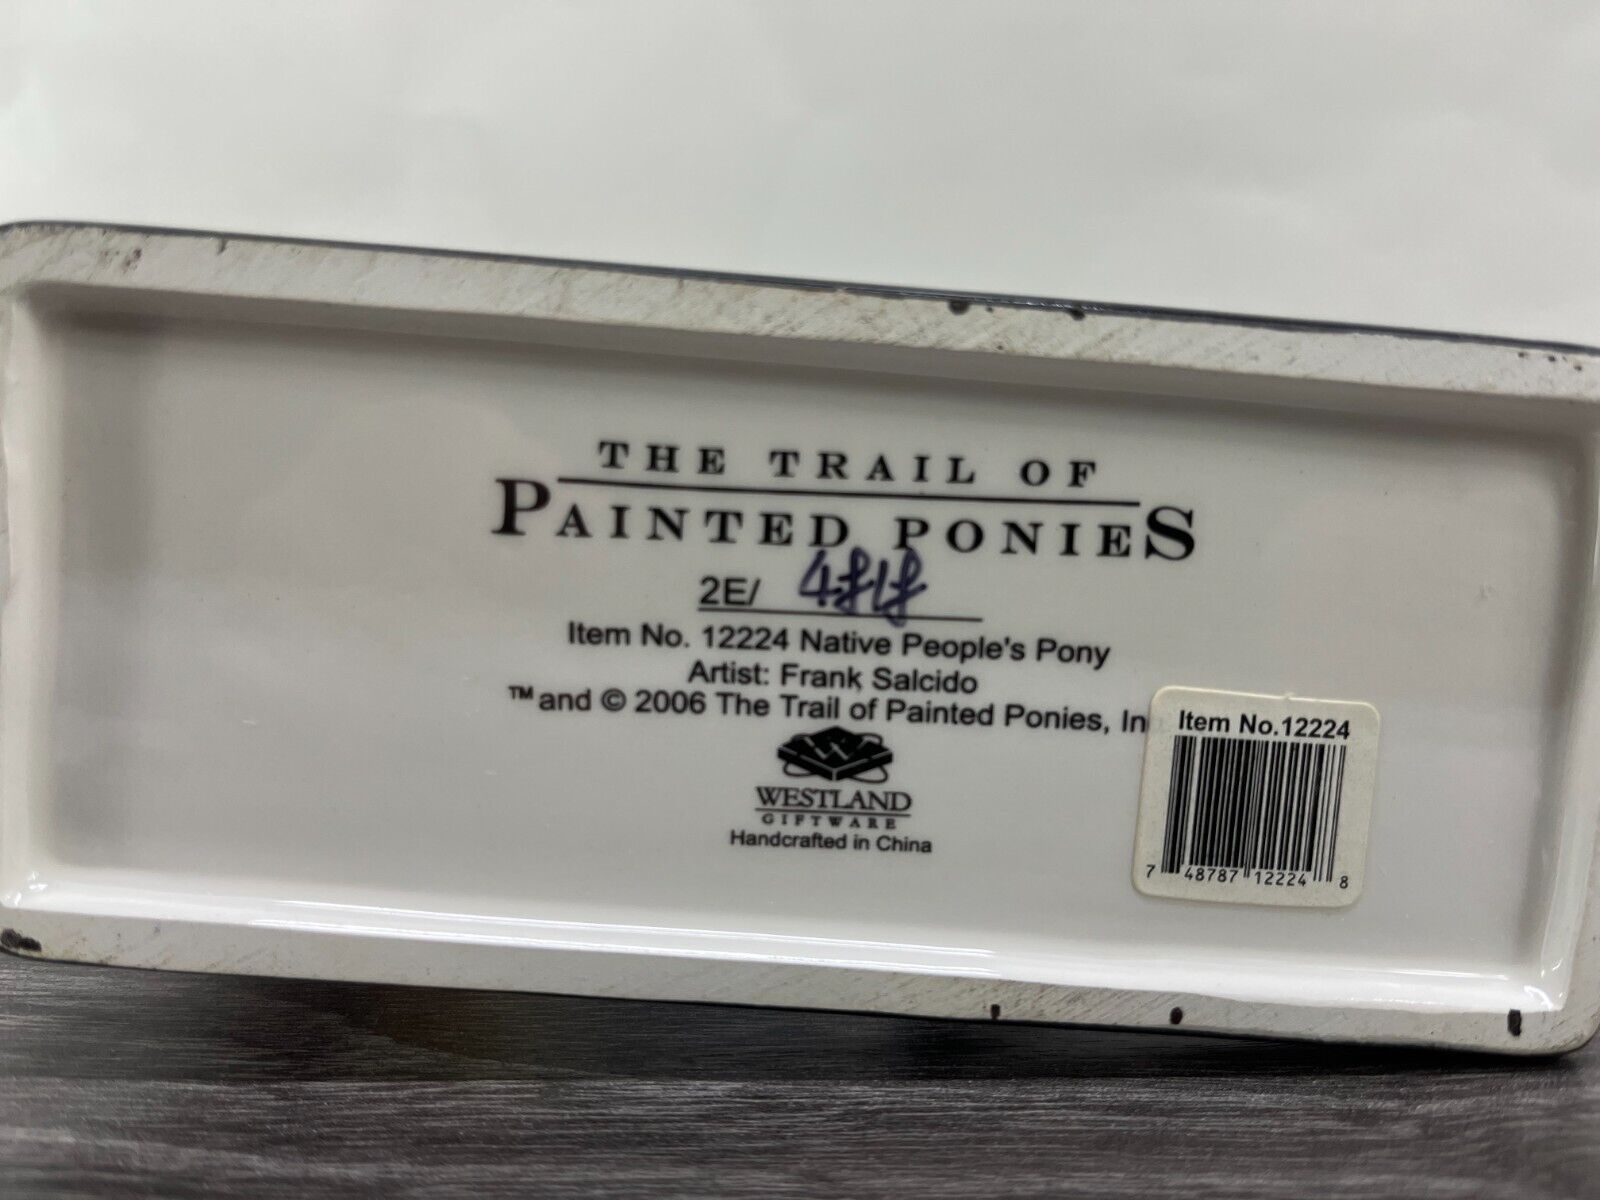 THE TRAIL OF
PAINTED PONIES
2E/
Item No. 12224 Native People's Pony
Artist: Frank Salcido
™ and © 2006 The Trail of Painted Ponies, In
WESTLAND
GIFTWARE
Handcrafted in China
Item No.12224
7 48787 12224 8